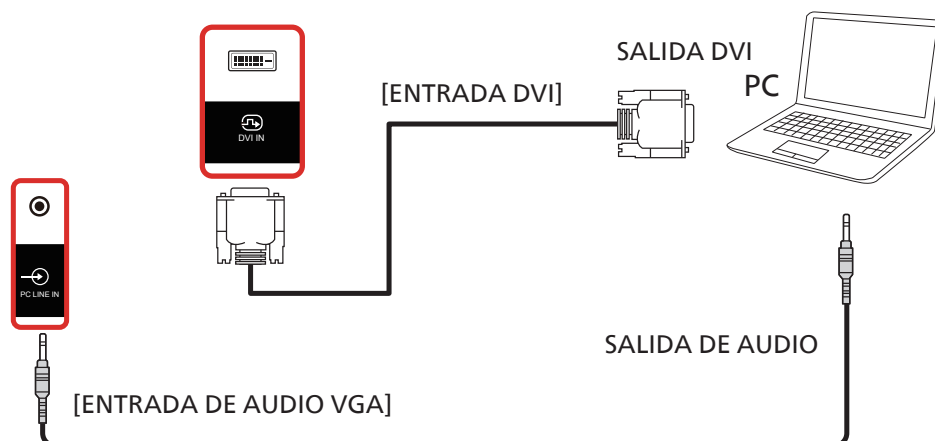 SALIDA DVI
PC
[ENTRADA DVI]
DVI IN
PC LINE IN
SALIDA DE AUDIO
[ENTRADA DE AUDIO VGA]